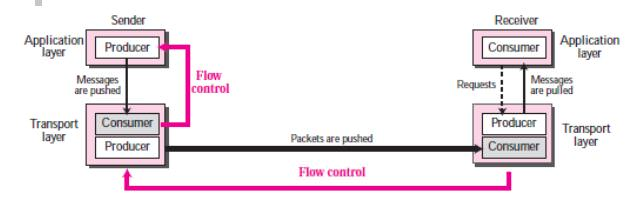 Sender
Receiver
Application
layer
Producer
Consumer
Application
layer
Messages
are pushed
Flow
control
Requests
Messages
are pulled
Transport
layer
Consumer
Producer
Packets are pushed
Producer
Consumer
Transport
layer
Flow control